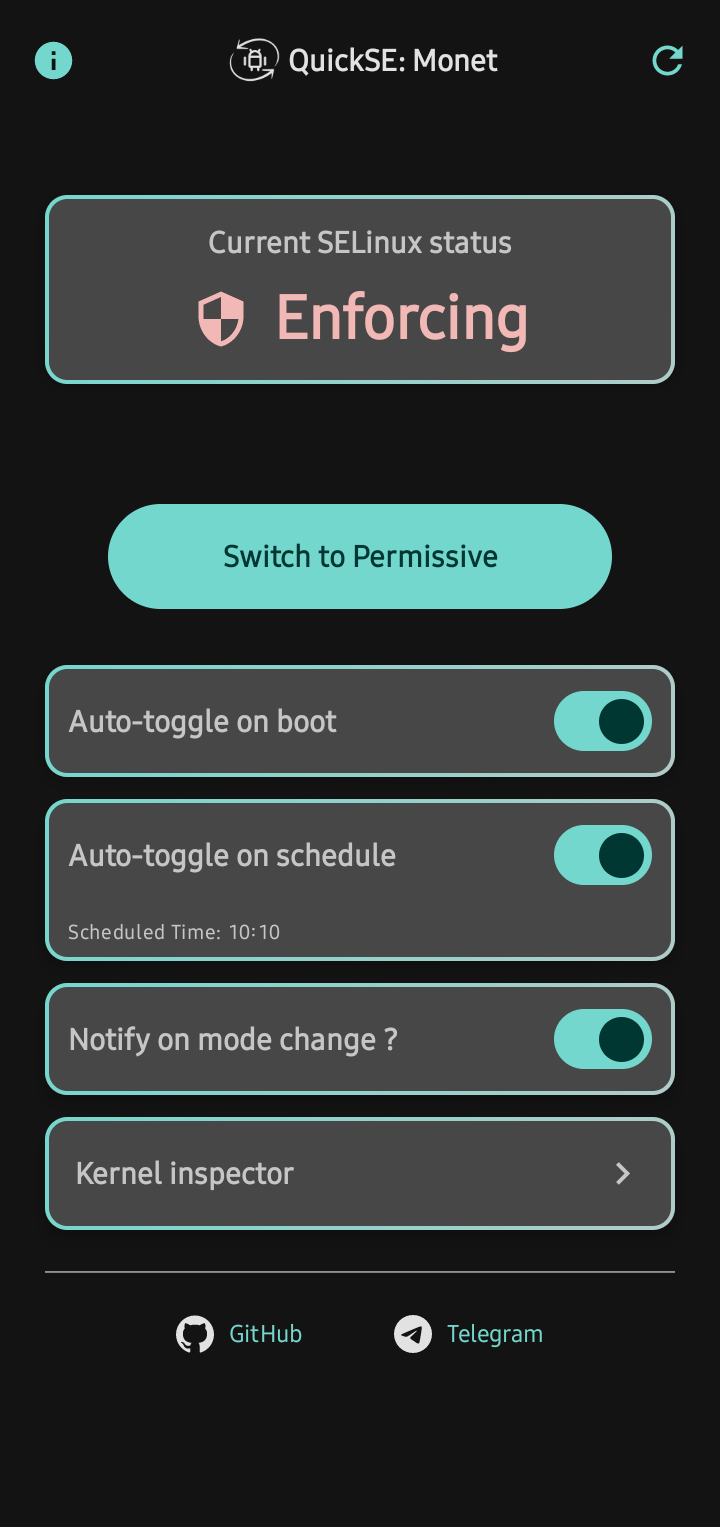 QuickSE: Monet
Current SELinux status
Enforcing
Switch to Permissive
Auto-toggle on boot
Auto-toggle on schedule
Scheduled Time: 10:10
Notify on mode change ?
Kernel inspector
GitHub
Telegram